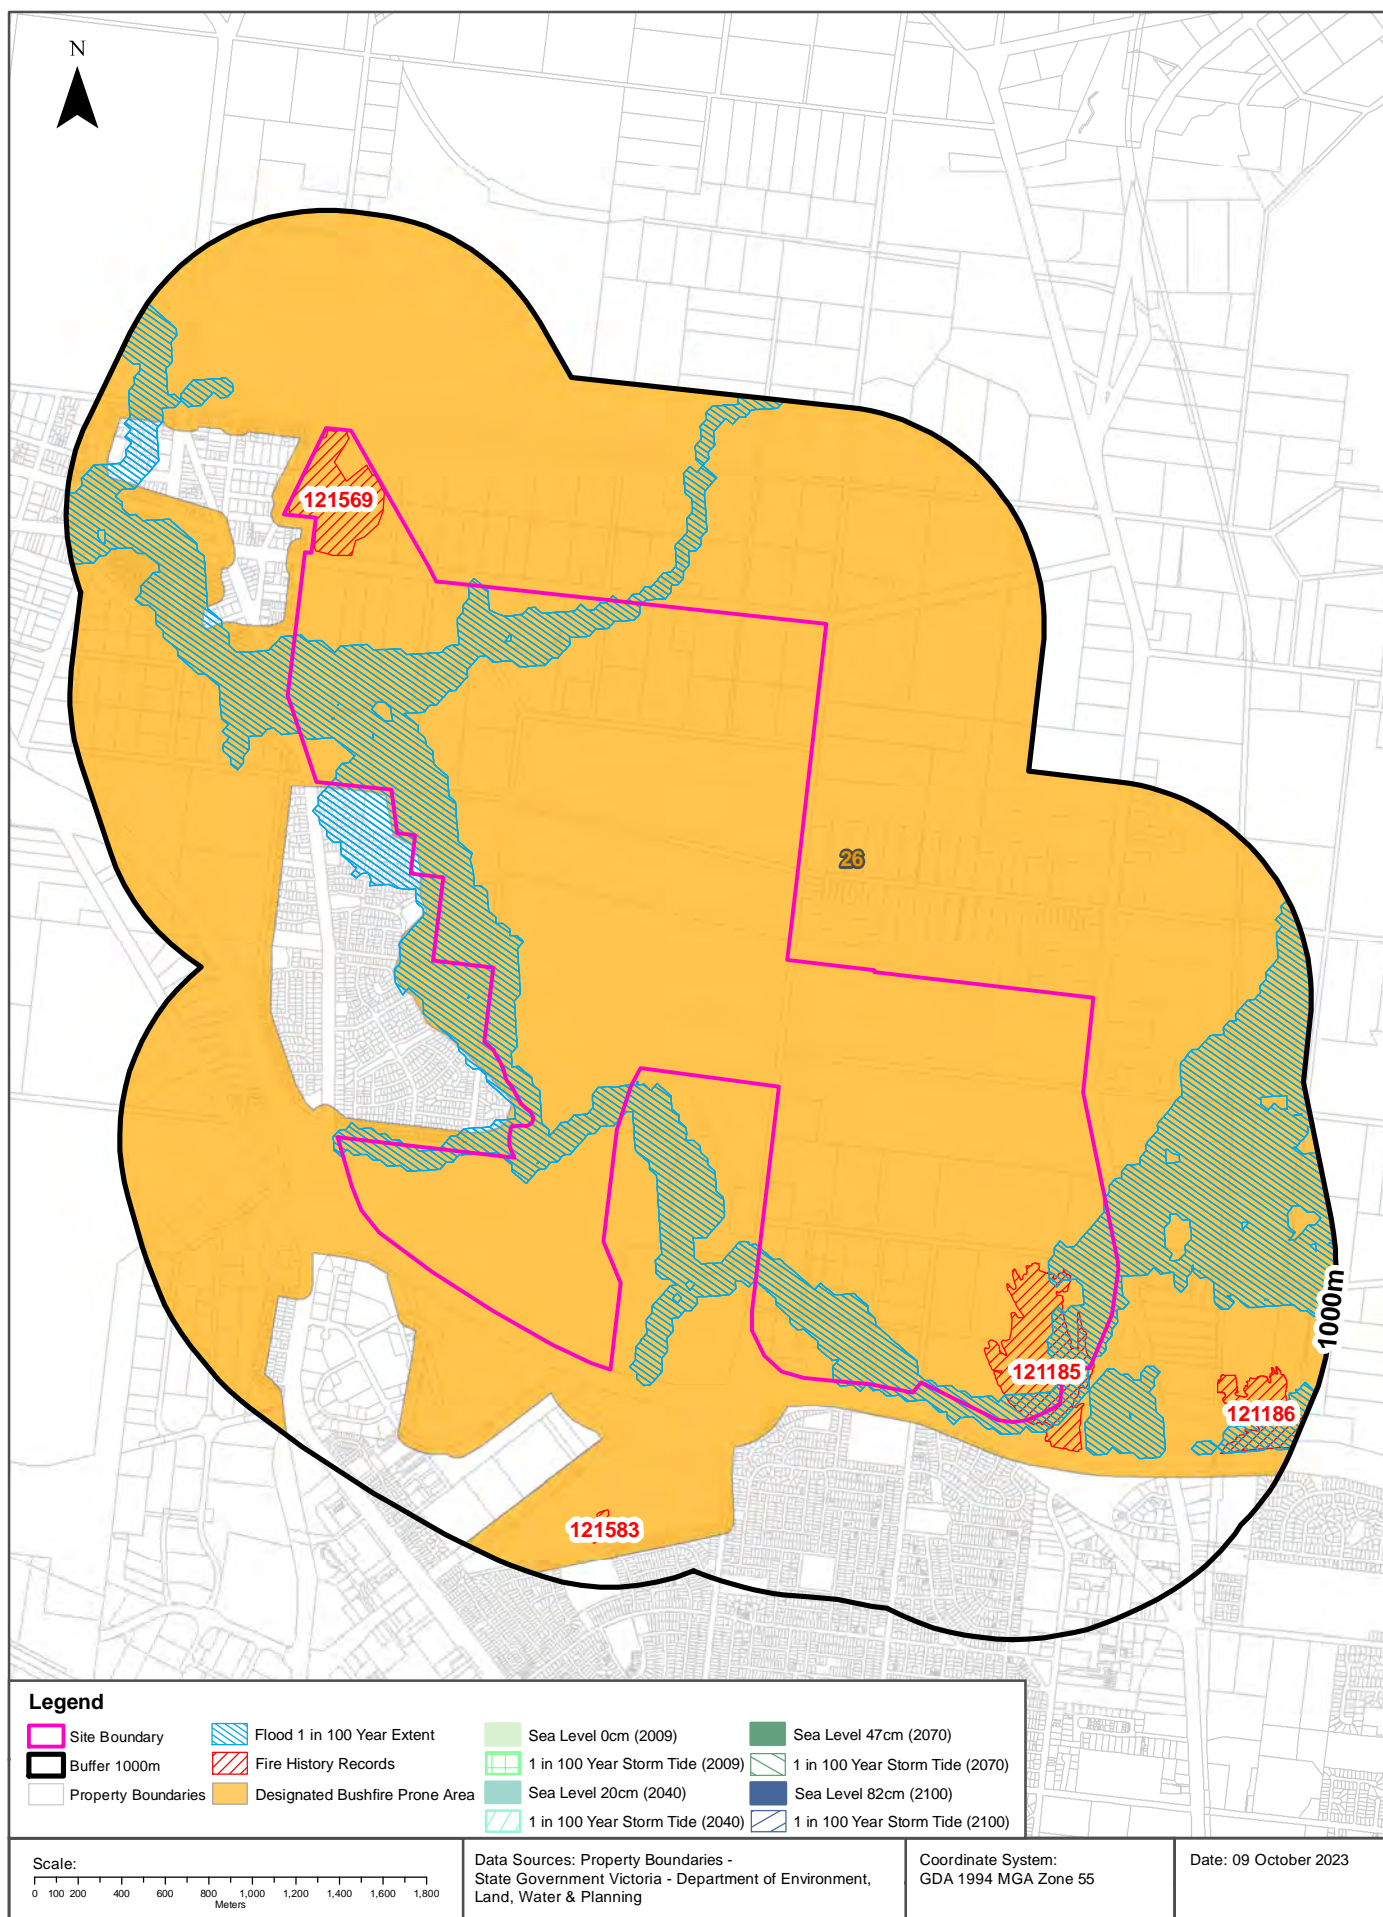 N
121569
26
1000m
121185
121186
121583
Legend
Site Boundary
Buffer 1000m
Property Boundaries
Flood 1 in 100 Year Extent
Fire History Records
Designated Bushfire Prone Area
Sea Level 0cm (2009)
1 in 100 Year Storm Tide (2009)
Sea Level 20cm (2040)
1 in 100 Year Storm Tide (2040)
Sea Level 47cm (2070)
1 in 100 Year Storm Tide (2070)
Sea Level 82cm (2100)
1 in 100 Year Storm Tide (2100)
Scale:
0 100 200 400 600 800 1,000 1,200 1,400 1,600 1,800
Meters
Data Sources: Property Boundaries -
State Government Victoria - Department of Environment,
Land, Water & Planning
Coordinate System:
GDA 1994 MGA Zone 55
Date: 09 October 2023